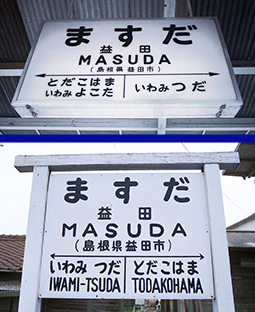 ますだ
益田
MASUDA
(島根県益田市)
とだこはま
いわみよこた
いわみつだ
ますだ
益田
MASUDA
(島根県益田市)
いわみ つだ とだこはま
IWAMI-TSUDA TODAKOHAMA